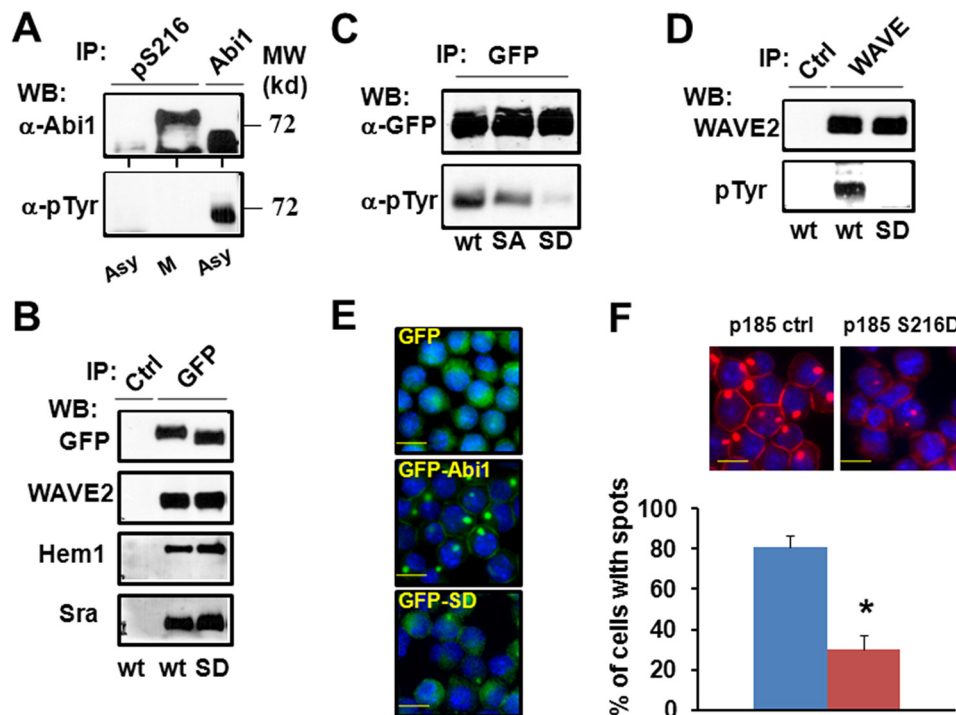 A
IP:
pS216
Abi1
MW
(kd)
WB:
α-Abi1
72
α-pTyr
72
Asy
M
Asy
B
IP:
Ctrl
GFP
WB:
GFP
WAVE2
Hem1
Sra
wt
wt
SD
C
IP:
GFP
WB:
α-GFP
α-pTyr
wt
SA
SD
D
IP:
Ctrl
WAVE
WB:
WAVE2
pTyr
wt
wt
SD
E
GFP
GFP-Abi1
GFP-SD
F
p185 ctrl
p185 S216D
% of cells with spots
100
80
60
40
20
0
*